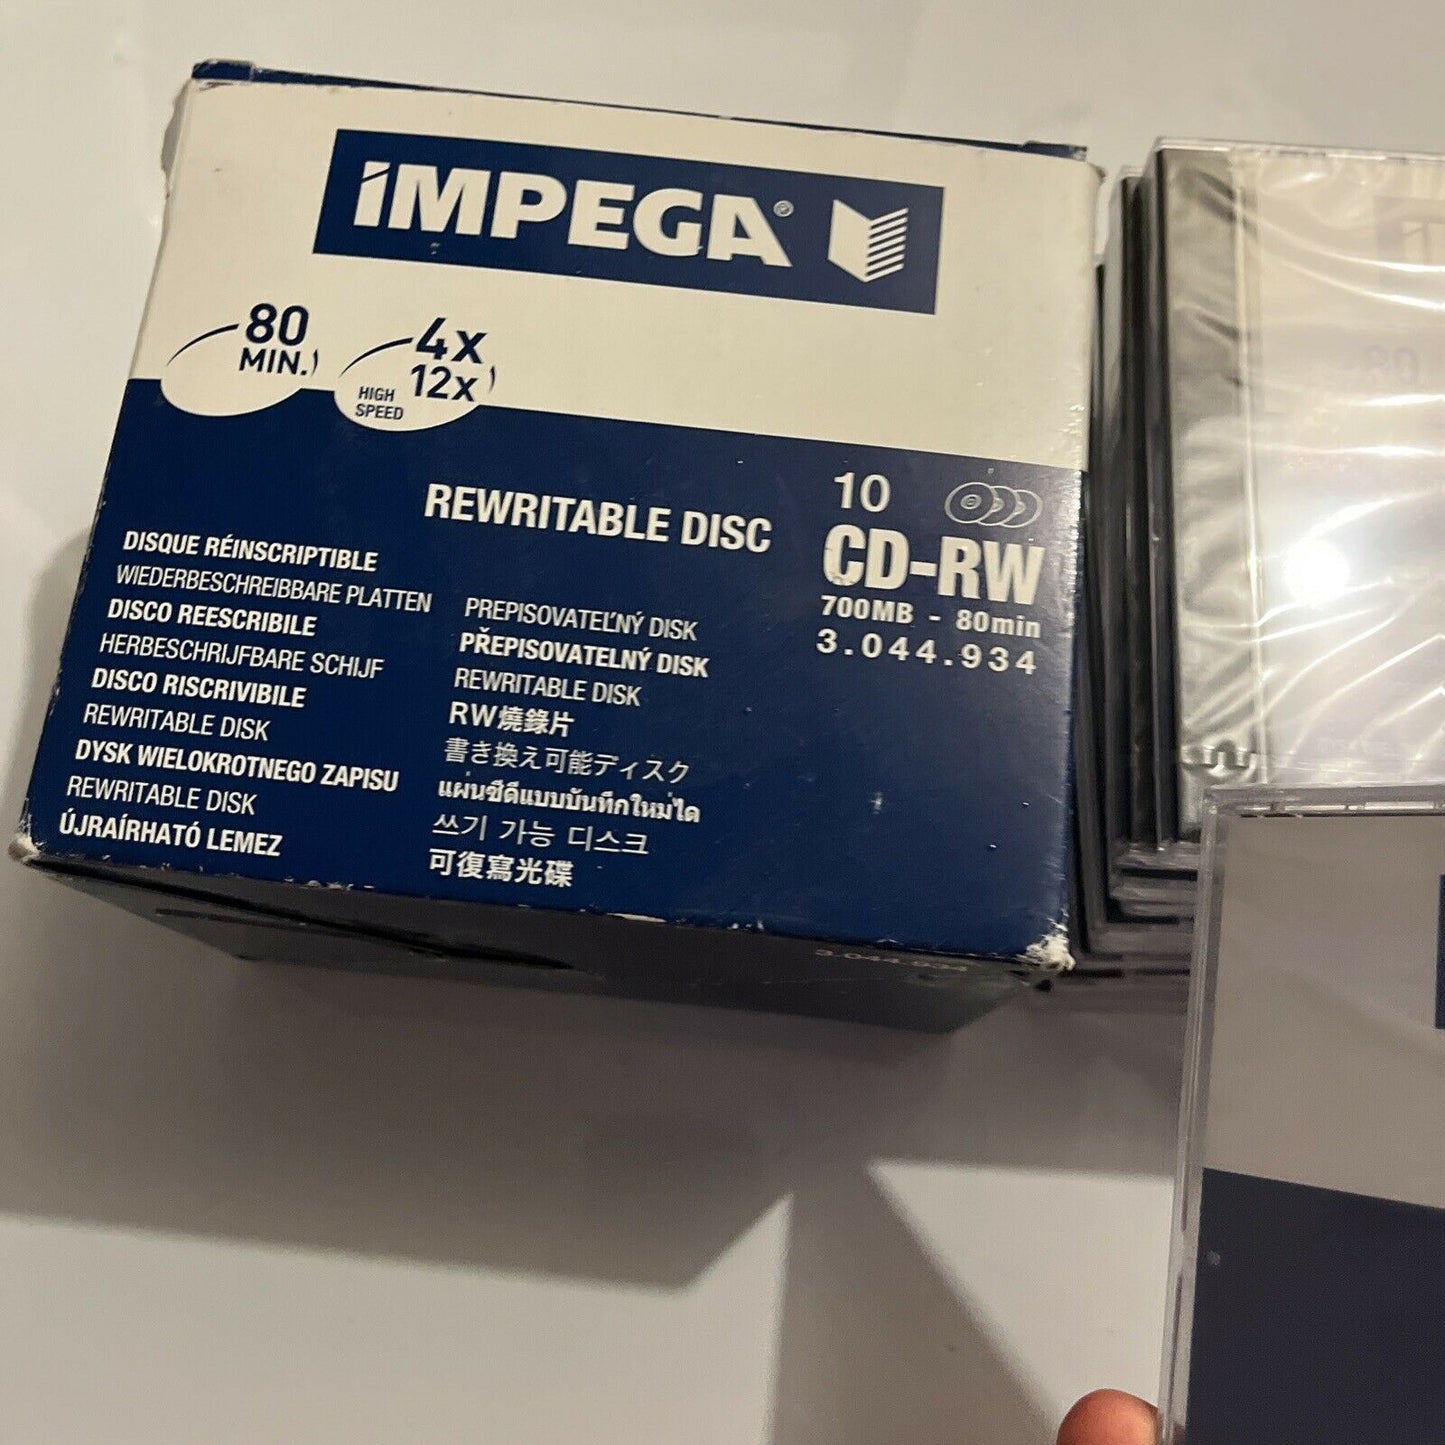 iMPEGA®
80
MIN.
4x
12x
HIGH
SPEED
10
REWRITABLE DISC
CD-RW
700MB - 80min
3.044.934
DISQUE RÉINSCRIPTIBLE
WIEDERBESCHREIBBARE PLATTEN
DISCO REESCRIBILE
HERBESCHRIJFBARE SCHIJF
DISCO RISCRIVIBILE
REWRITABLE DISK
DYSK WIELOKROTNEGO ZAPISU
REWRITABLE DISK
ÚJRAÍRHATÓ LEMEZ
PREPISOVATEĽNÝ DISK
PŘEPISOVATELNÝ DISK
REWRITABLE DISK
RW燒錄片
書き換え可能ディスク
แผ่นซีดีแบบบันทึกใหม่ได
쓰기 가능 디스크
可復寫光碟
3.044.934
80